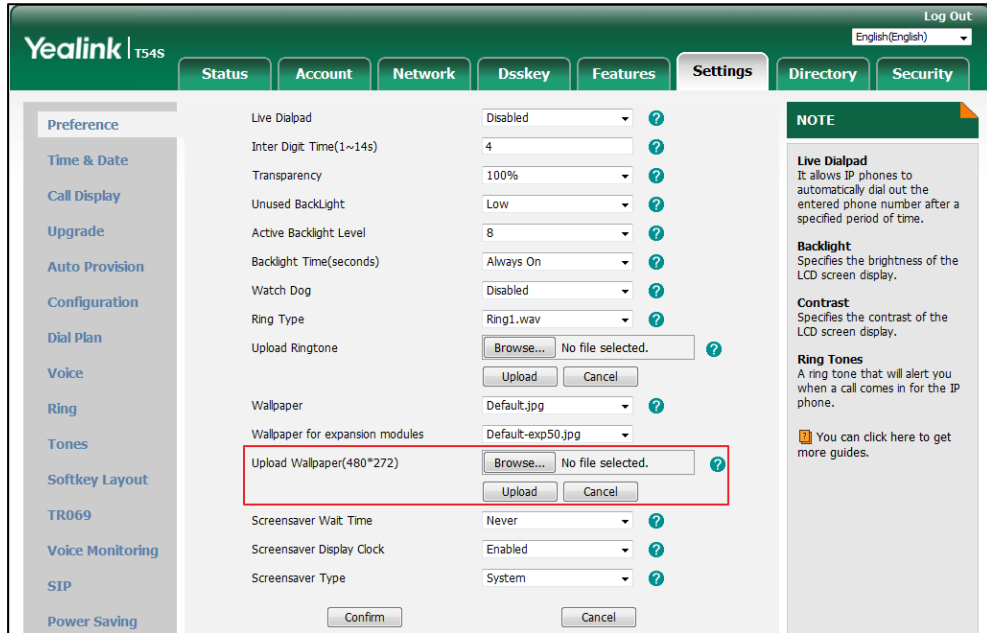 Log Out
English(English)
Yealink T54S
Status Account Network Dsskey Features Settings Directory Security
Preference
Time & Date
Call Display
Upgrade
Auto Provision
Configuration
Dial Plan
Voice
Ring
Tones
Softkey Layout
TR069
Voice Monitoring
SIP
Power Saving
Live Dialpad Disabled ?
Inter Digit Time(1~14s) 4 ?
Transparency 100% ?
Unused BackLight Low ?
Active Backlight Level 8 ?
Backlight Time(seconds) Always On ?
Watch Dog Disabled ?
Ring Type Ring1.wav ?
Upload Ringtone Browse... No file selected. ?
Upload Cancel
Wallpaper Default.jpg ?
Wallpaper for expansion modules Default-exp50.jpg
Upload Wallpaper(480*272) Browse... No file selected. ?
Upload Cancel
Screensaver Wait Time Never ?
Screensaver Display Clock Enabled ?
Screensaver Type System ?
Confirm Cancel
NOTE
Live Dialpad
It allows IP phones to
automatically dial out the
entered phone number after a
specified period of time.
Backlight
Specifies the brightness of the
LCD screen display.
Contrast
Specifies the contrast of the
LCD screen display.
Ring Tones
A ring tone that will alert you
when a call comes in for the IP
phone.
? You can click here to get
more guides.